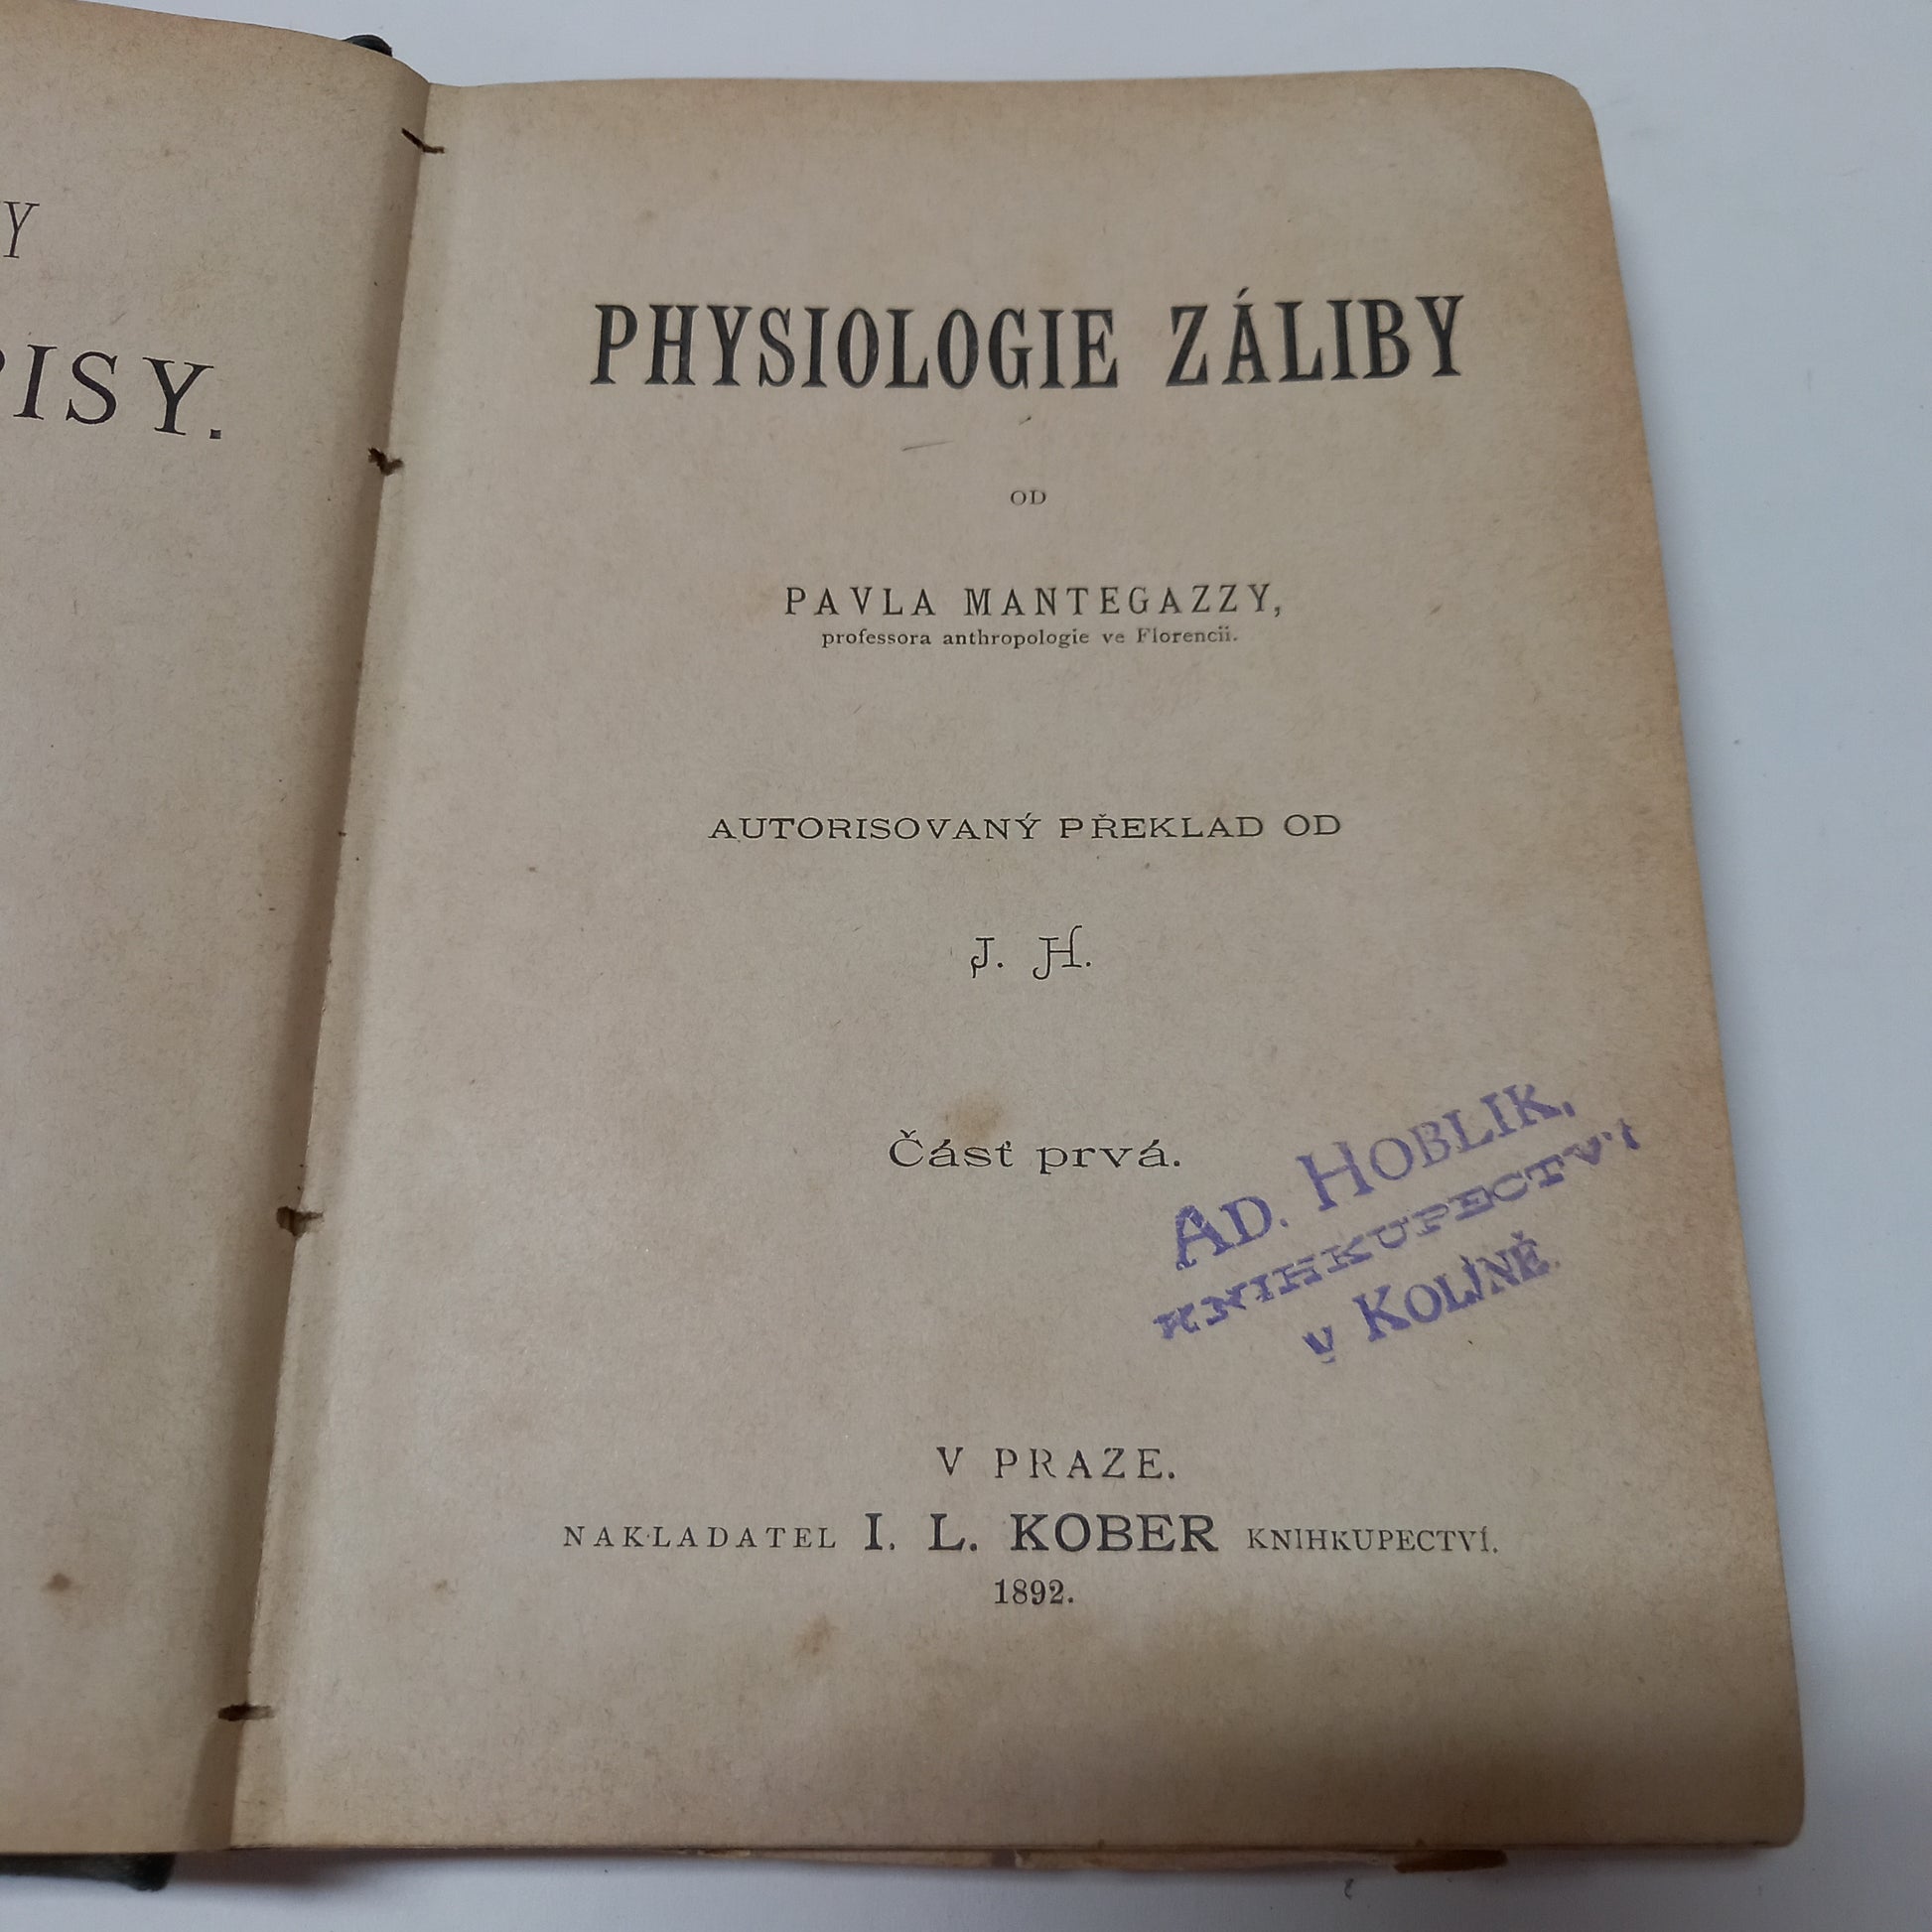 PHYSIOLOGIE ZÁLIBY
OD
PAVLA MANTEGAZZY,
professora anthropologie ve Florencii.
AUTORISOVANÝ PŘEKLAD OD
J. H.
Část prvá.
AD. HOBLIK,
KNIHKUPECTVÍ
v KOLÍNĚ
V PRAZE.
NAKLADATEL I. L. KOBER KNIHKUPECTVÍ.
1892.